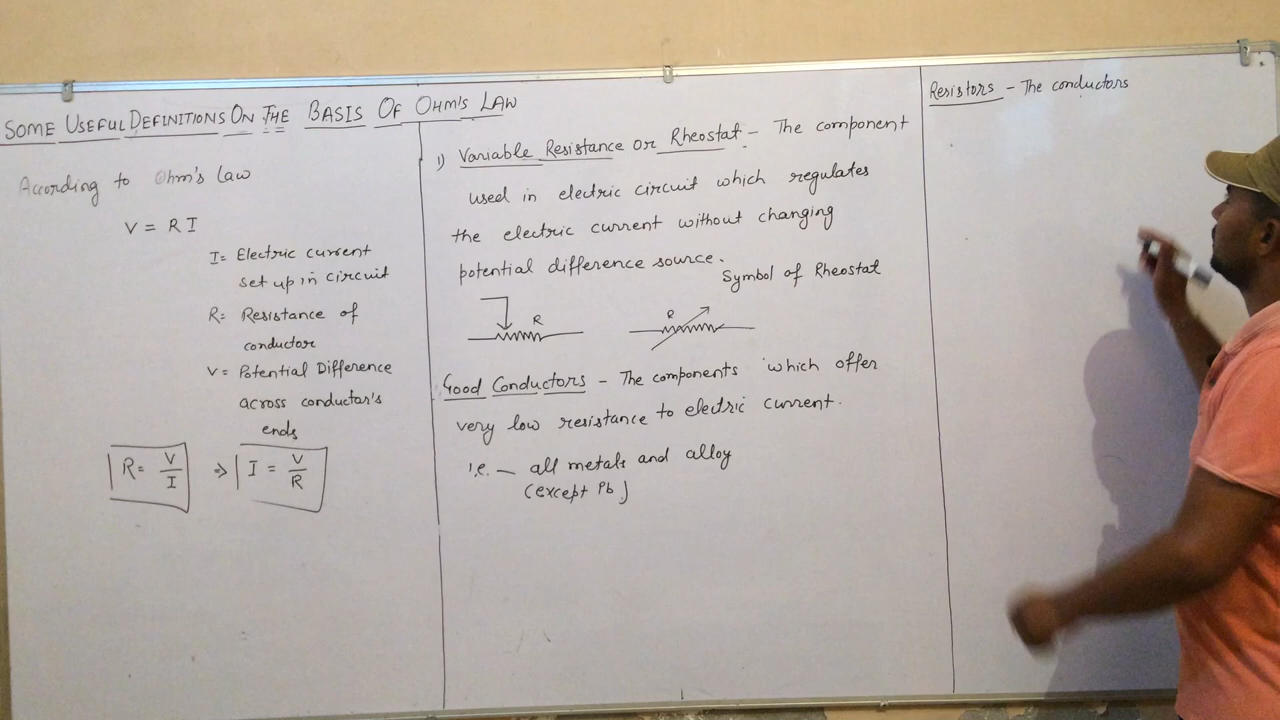 SOME USEFUL DEFINITIONS ON THE BASIS OF OHM'S LAW
According to Ohm's Law
V = R I
I = Electric current
set up in circuit
R = Resistance of
conductor
V = Potential Difference
across conductor's
ends
R = V/I ⇒ I = V/R
1) Variable Resistance or Rheostat - The component
used in electric circuit which regulates
the electric current without changing
potential difference source.
Symbol of Rheostat
R R
Good Conductors - The components which offer
very low resistance to electric current.
i.e. - all metals and alloy
(except Pb)
Resistors - The conductors